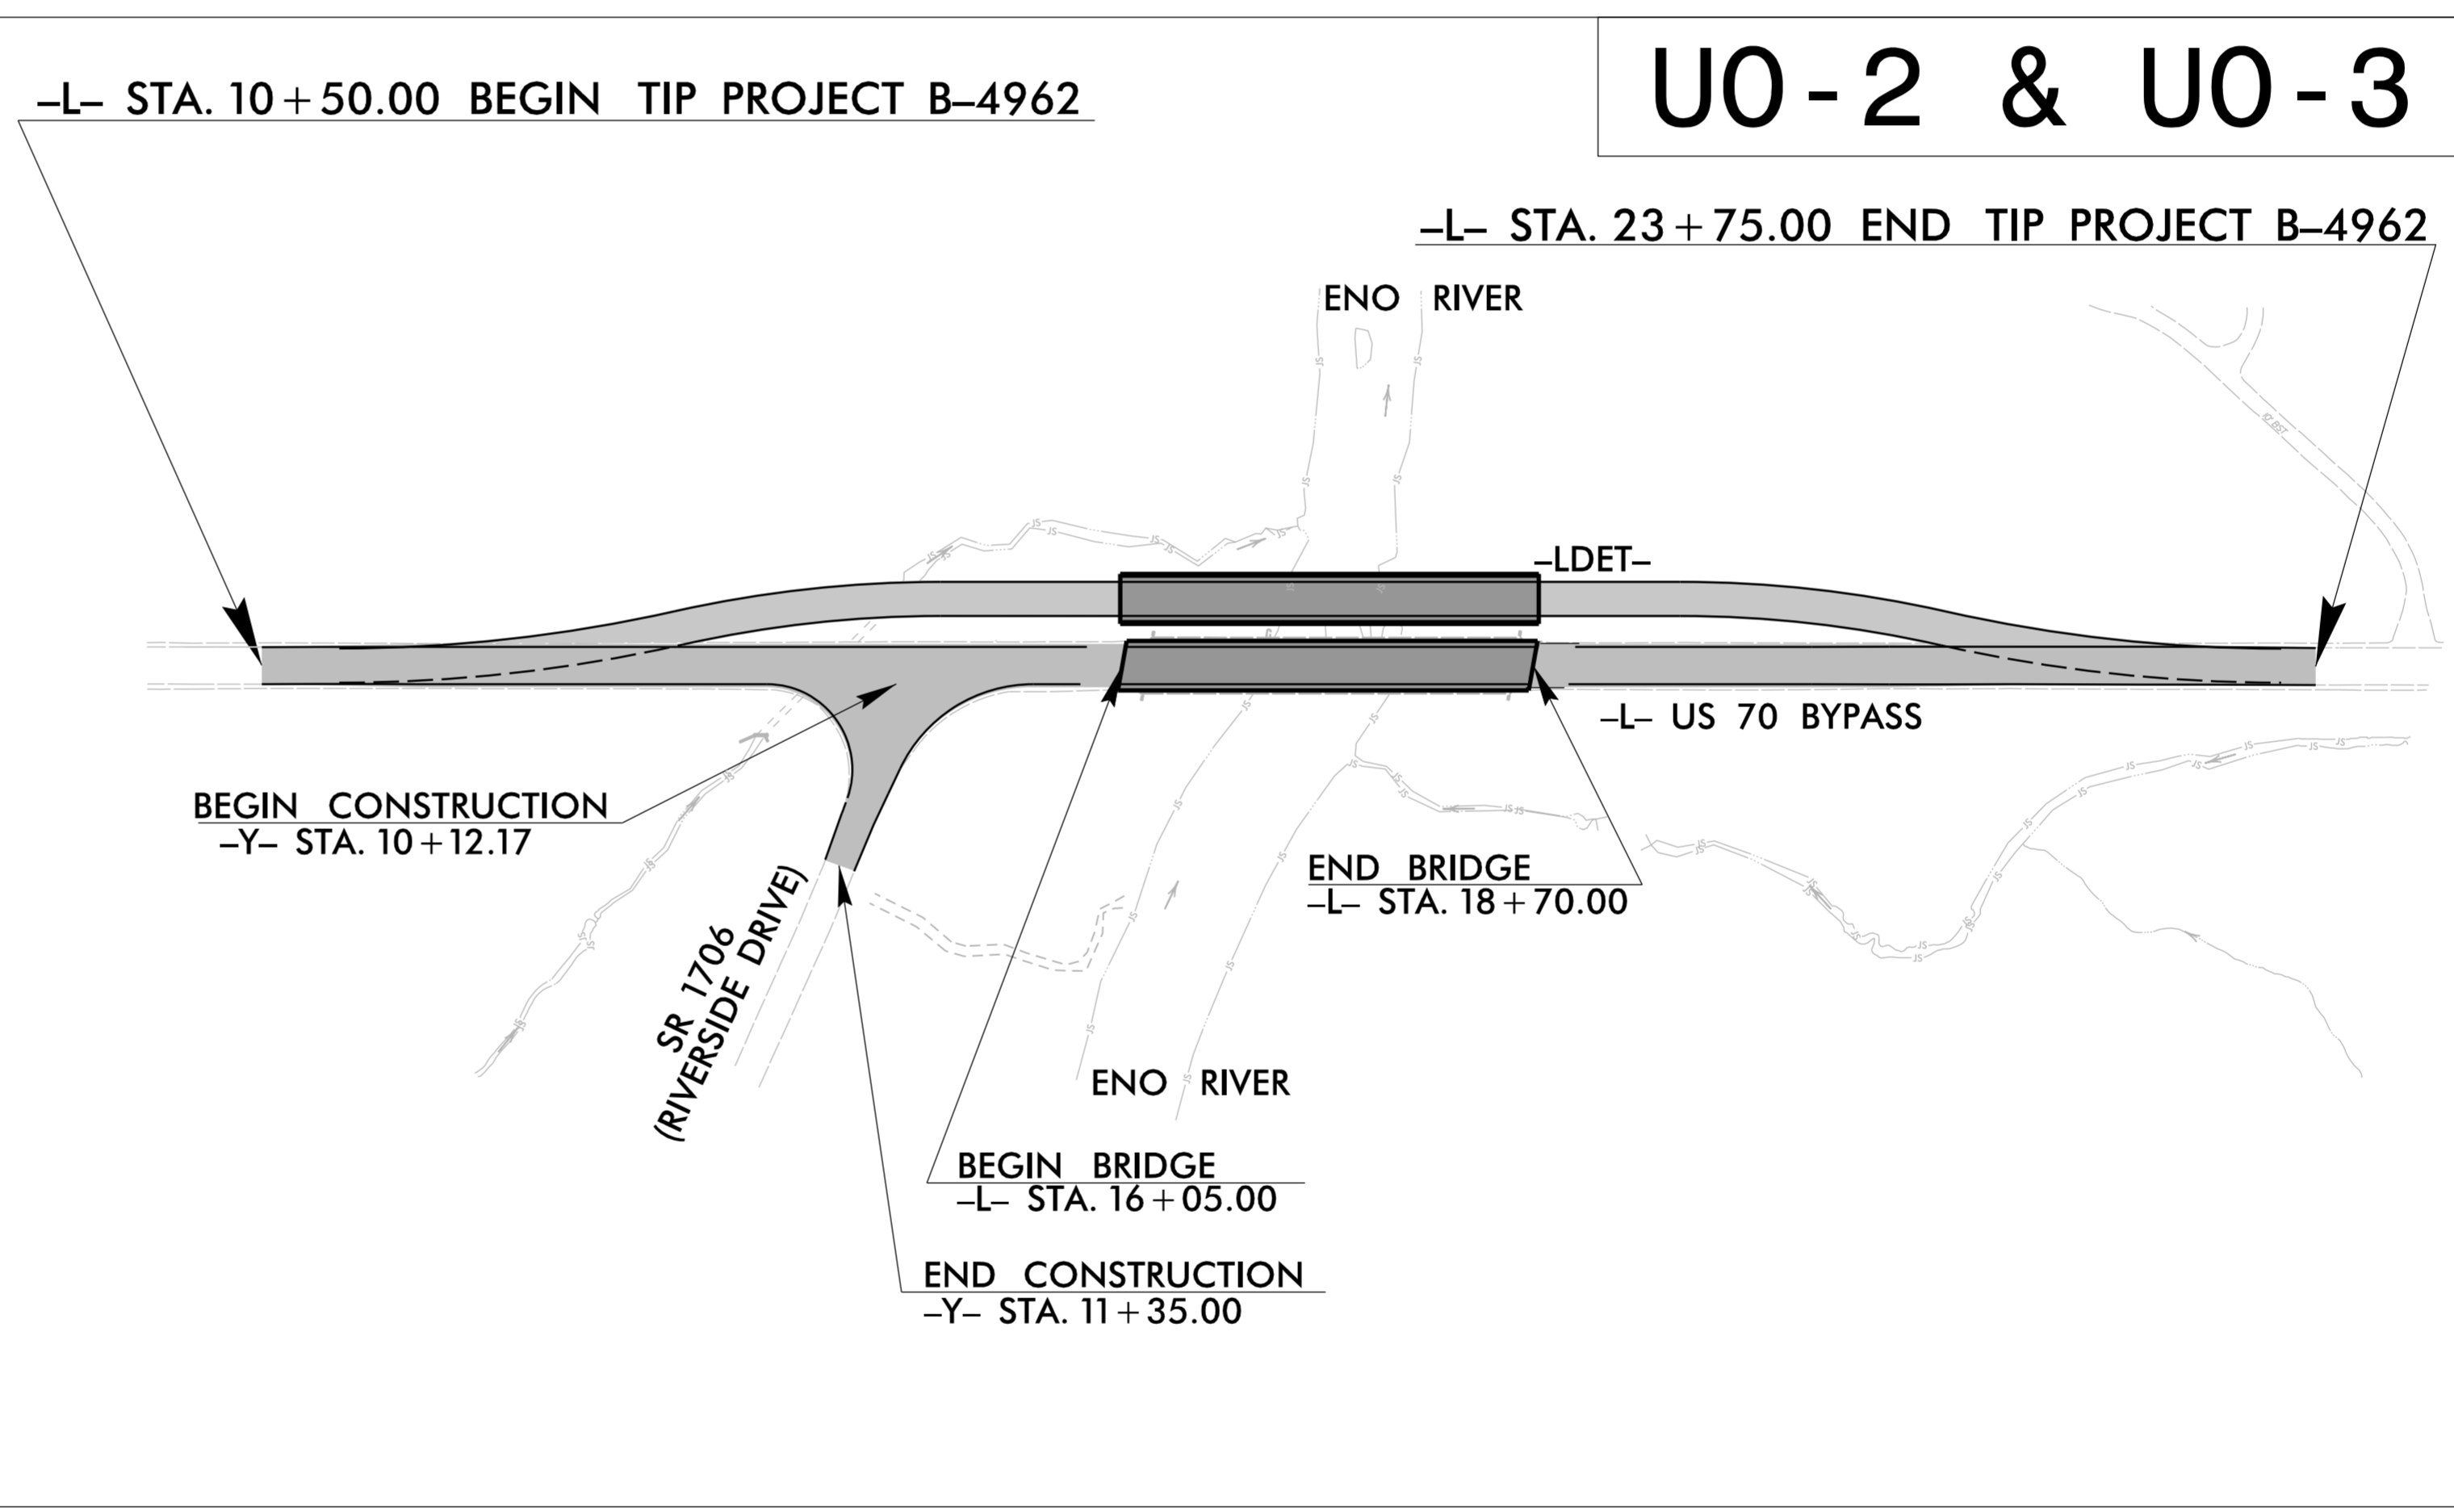 UO-2 & UO-3
–L– STA. 10+50.00 BEGIN TIP PROJECT B–4962
–L– STA. 23+75.00 END TIP PROJECT B–4962
ENO RIVER
–LDET–
–L– US 70 BYPASS
BEGIN CONSTRUCTION
–Y– STA. 10+12.17
END BRIDGE
–L– STA. 18+70.00
SR 1706
(RIVERSIDE DRIVE)
ENO RIVER
BEGIN BRIDGE
–L– STA. 16+05.00
END CONSTRUCTION
–Y– STA. 11+35.00